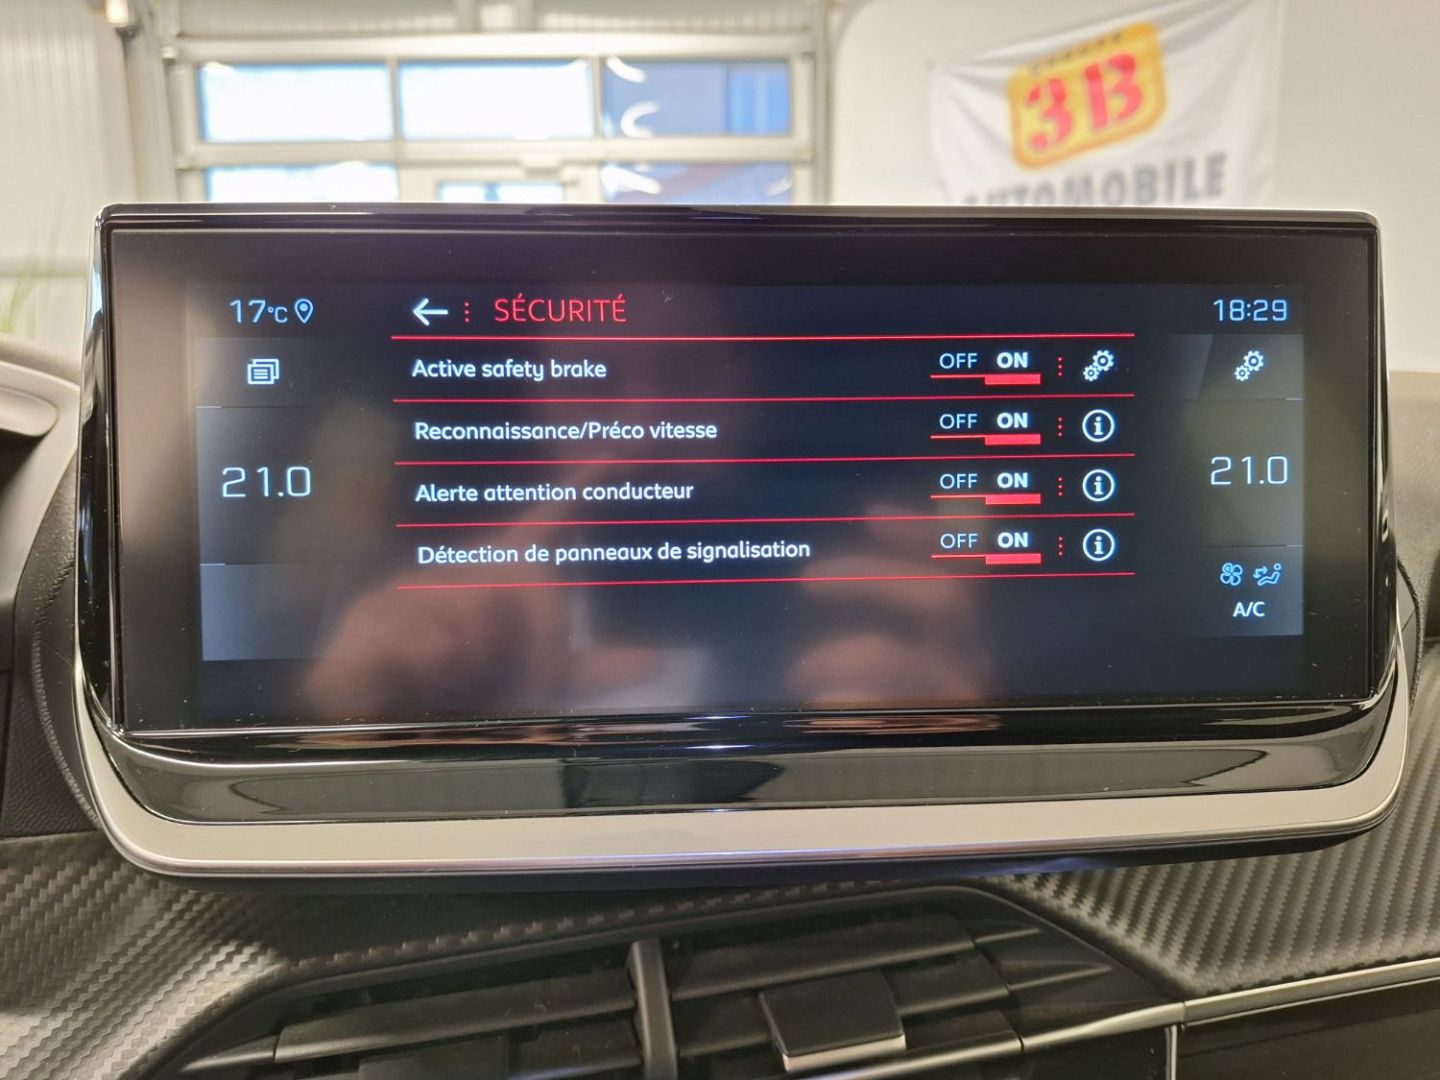 3B
AUTOMOBILE
17°C
SÉCURITÉ
18:29
Active safety brake OFF ON
Reconnaissance/Préco vitesse OFF ON
Alerte attention conducteur OFF ON
Détection de panneaux de signalisation OFF ON
21.0
21.0
A/C